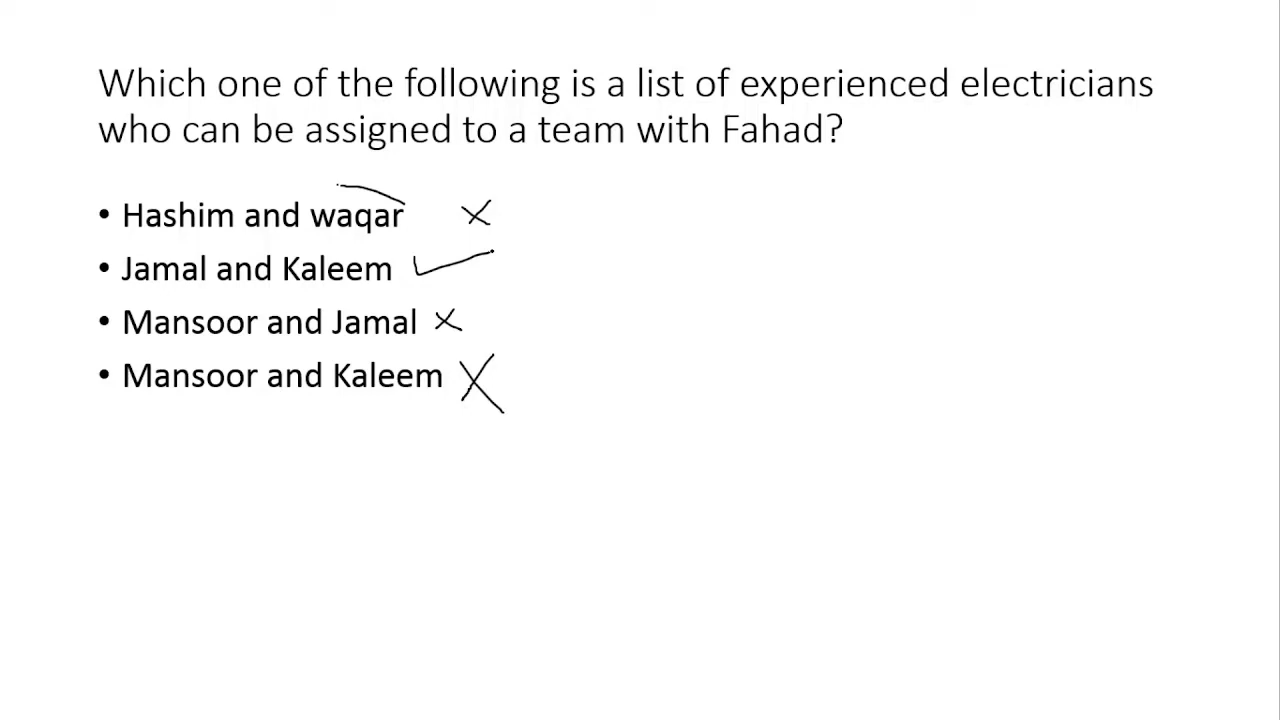 Which one of the following is a list of experienced electricians
who can be assigned to a team with Fahad?
• Hashim and waqar
• Jamal and Kaleem
• Mansoor and Jamal
• Mansoor and Kaleem